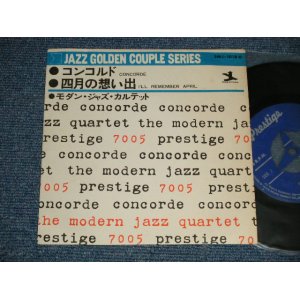 JAZZ GOLDEN COUPLE SERIES
●コンコルド CONCORDE
●四月の想い出 I'LL REMEMBER APRIL
●モダン・ジャズ・カルテット
concorde concorde concorde
jazz quartet the modern jazz
prestige 7005 prestige 7005
concorde concorde concorde
the modern jazz quartet the
prestige 7005 prestige
concorde concorde concorde
the modern jazz quartet
7005 prestige 7005
Prestige